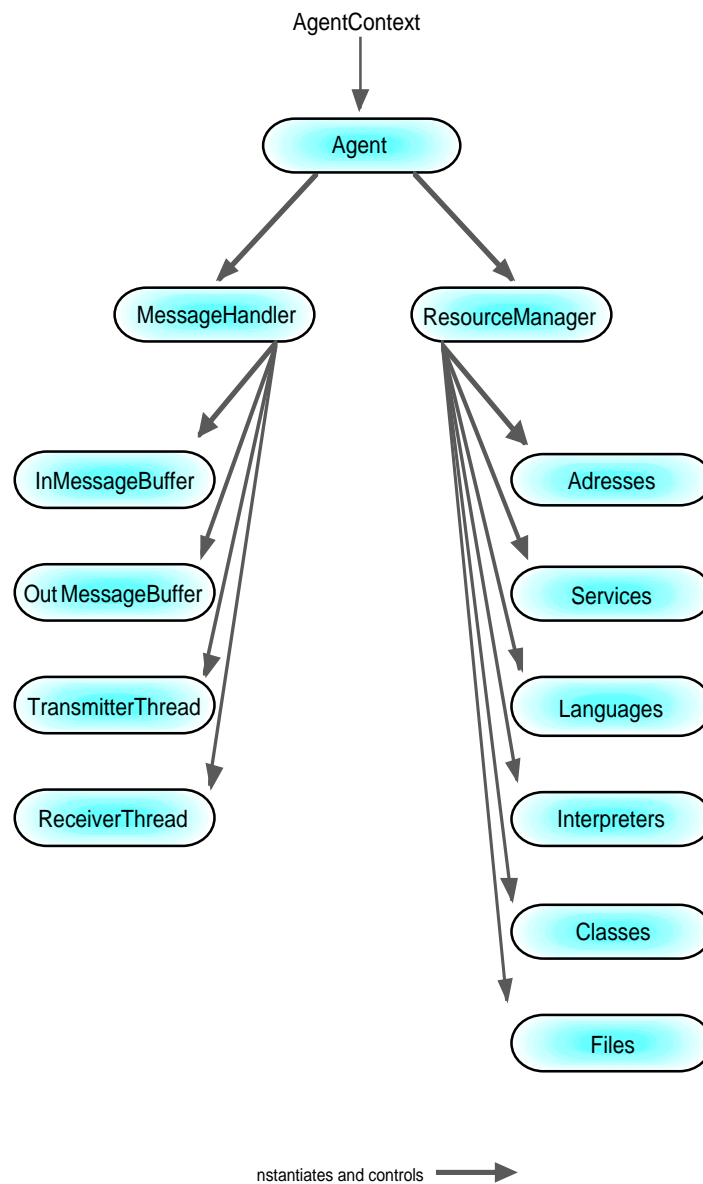 AgentContext
Agent
MessageHandler
ResourceManager
InMessageBuffer
Adresses
Out MessageBuffer
Services
TransmitterThread
Languages
ReceiverThread
Interpreters
Classes
Files
nstantiates and controls